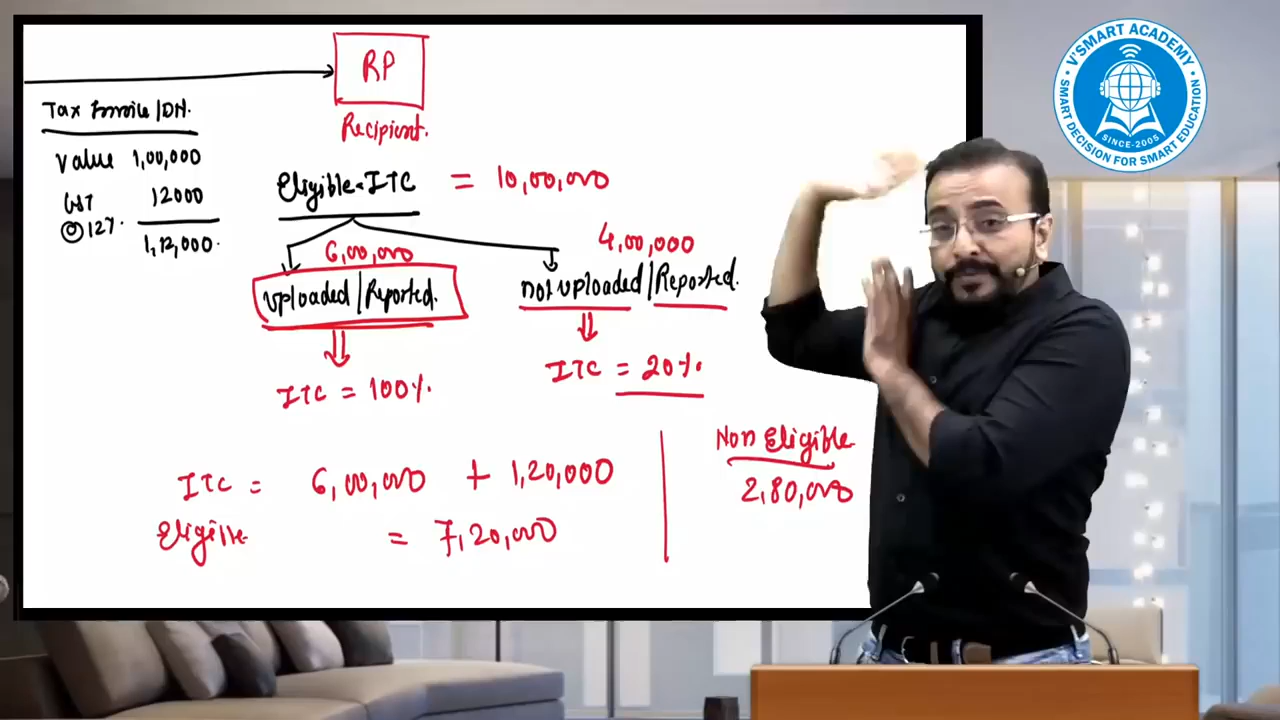 RP
Recipient.
Tax Invoice/DN.
Value 1,00,000
GST 12000
@ 12%.
1,12,000.
Eligible ITC = 10,00,000
6,00,000
4,00,000
Uploaded/Reported.
not uploaded/Reported.
ITC = 100%.
ITC = 20%.
ITC = 6,00,000 + 1,20,000
Eligible = 7,20,000
Non Eligible
2,80,000
V'SMART ACADEMY
SMART DECISION FOR SMART EDUCATION
SINCE-2005